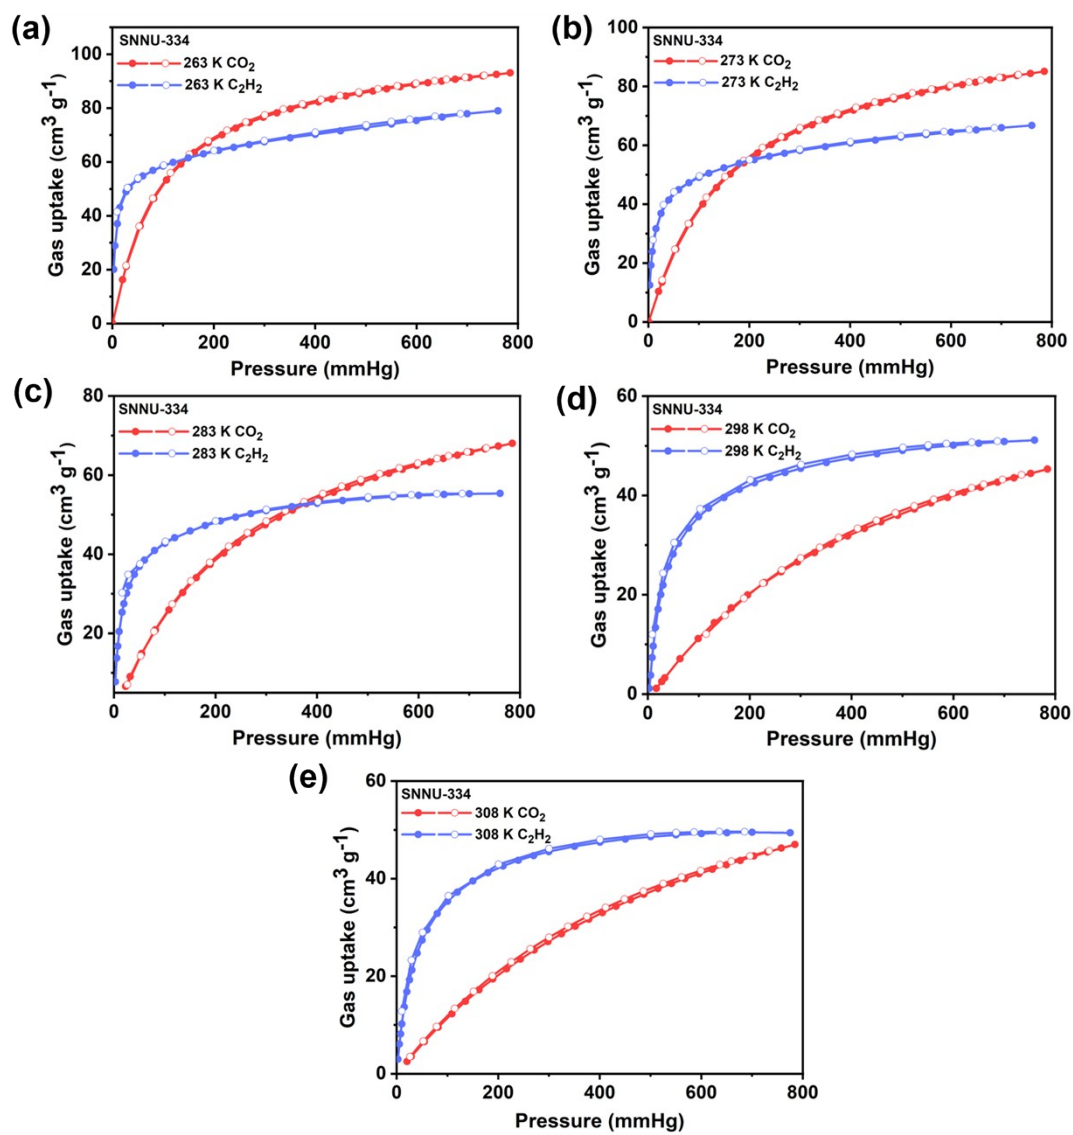 (a)
SNNU-334
263 K CO₂
263 K C₂H₂
100
80
60
40
20
0
0 200 400 600 800
Gas uptake (cm³ g⁻¹)
Pressure (mmHg)
(b)
SNNU-334
273 K CO₂
273 K C₂H₂
100
80
60
40
20
0
0 200 400 600 800
Gas uptake (cm³ g⁻¹)
Pressure (mmHg)
(c)
SNNU-334
283 K CO₂
283 K C₂H₂
80
60
40
20
0 200 400 600 800
Gas uptake (cm³ g⁻¹)
Pressure (mmHg)
(d)
SNNU-334
298 K CO₂
298 K C₂H₂
60
40
20
0
0 200 400 600 800
Gas uptake (cm³ g⁻¹)
Pressure (mmHg)
(e)
SNNU-334
308 K CO₂
308 K C₂H₂
60
40
20
0
0 200 400 600 800
Gas uptake (cm³ g⁻¹)
Pressure (mmHg)